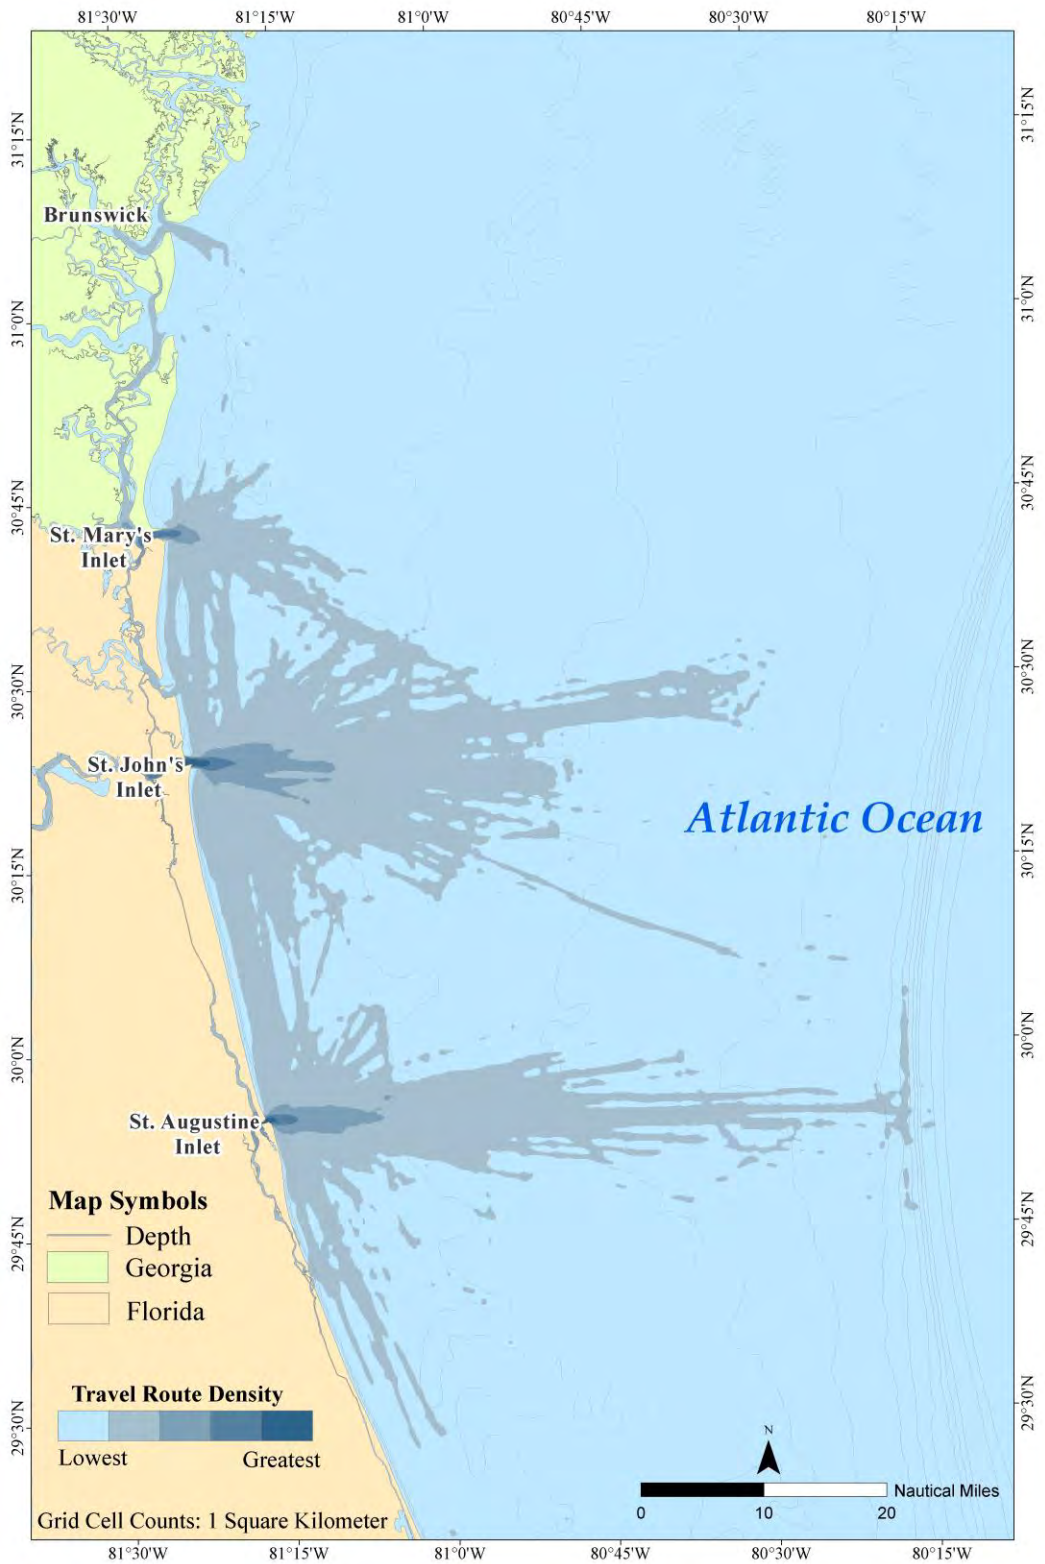 81°30'W 81°15'W 81°0'W 80°45'W 80°30'W 80°15'W
31°15'N
31°15'N
Brunswick
31°0'N
31°0'N
30°45'N
30°45'N
St. Mary's
Inlet
30°30'N
30°30'N
St. John's
Inlet
Atlantic Ocean
30°15'N
30°15'N
30°0'N
30°0'N
St. Augustine
Inlet
Map Symbols
Depth
Georgia
Florida
29°45'N
29°45'N
Travel Route Density
Lowest Greatest
29°30'N
29°30'N
N
Nautical Miles
0 10 20
Grid Cell Counts: 1 Square Kilometer
81°30'W 81°15'W 81°0'W 80°45'W 80°30'W 80°15'W